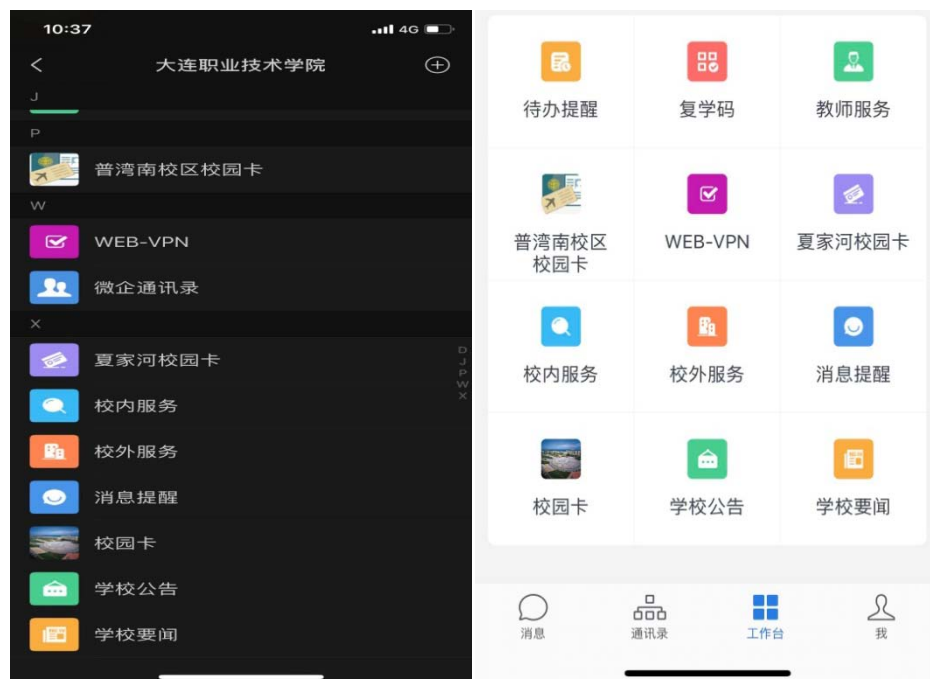 10:37
4G
大连职业技术学院
J
P
普湾南校区校园卡
W
WEB-VPN
微企通讯录
X
夏家河校园卡
校内服务
校外服务
消息提醒
校园卡
学校公告
学校要闻
D
J
P
W
X
待办提醒
复学码
教师服务
普湾南校区
校园卡
WEB-VPN
夏家河校园卡
校内服务
校外服务
消息提醒
校园卡
学校公告
学校要闻
消息
通讯录
工作台
我